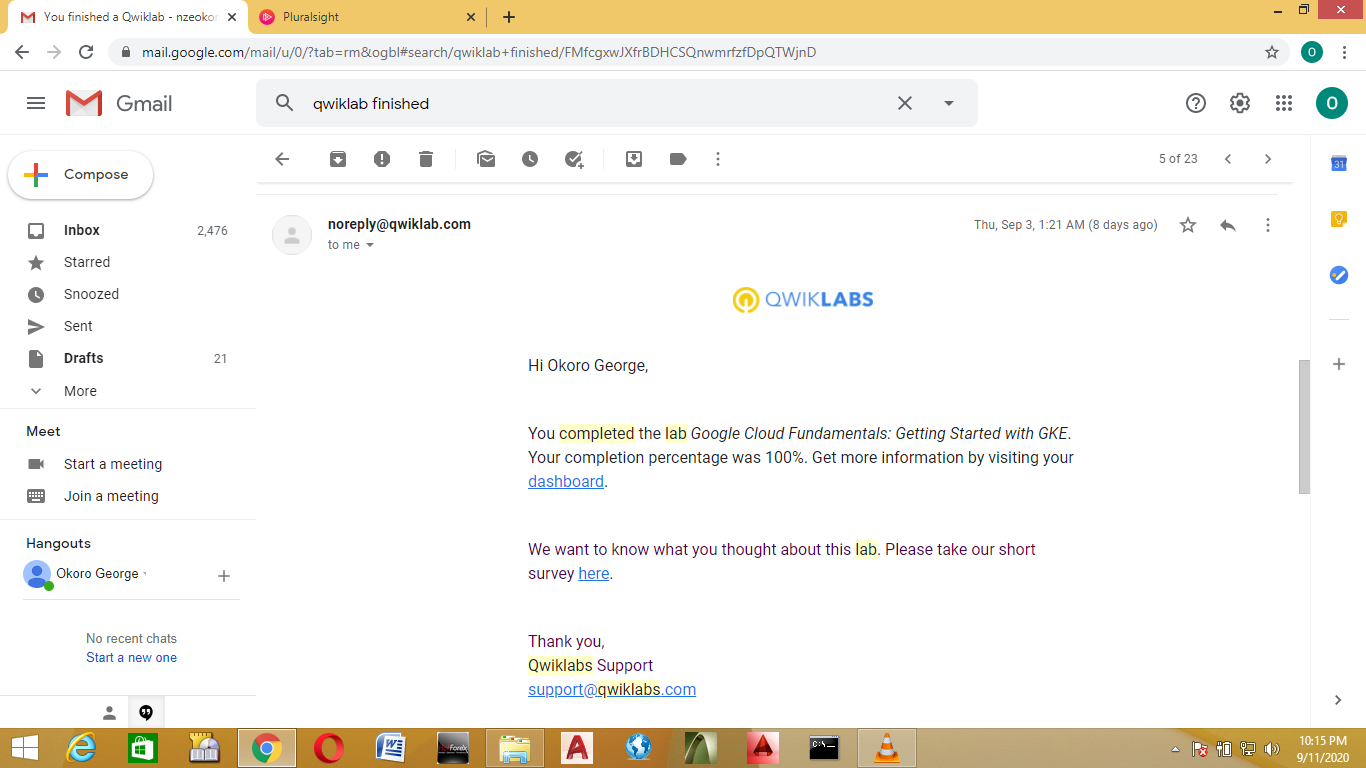 You finished a Qwiklab - nzeokor
Pluralsight
mail.google.com/mail/u/0/?tab=rm&ogbl#search/qwiklab+finished/FMfcgxwJXfrBDHCSQnwmrfzfDpQTWjnD
O
Gmail
qwiklab finished
O
Compose
5 of 23
31
Inbox 2,476
Starred
Snoozed
Sent
Drafts 21
More
Meet
Start a meeting
Join a meeting
Hangouts
Okoro George
No recent chats
Start a new one
noreply@qwiklab.com
Thu, Sep 3, 1:21 AM (8 days ago)
to me
QWIKLABS
Hi Okoro George,
You completed the lab Google Cloud Fundamentals: Getting Started with GKE.
Your completion percentage was 100%. Get more information by visiting your
dashboard.
We want to know what you thought about this lab. Please take our short
survey here.
Thank you,
Qwiklabs Support
support@qwiklabs.com
10:15 PM
9/11/2020